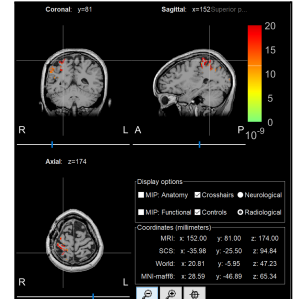 Coronal: y=81
Sagittal: x=152 Superior p...
R
L
A
P
20
15
10
5
0
10^-9
Axial: z=174
R
L
Display options
MIP: Anatomy Crosshairs Neurological
MIP: Functional Controls Radiological
Coordinates (millimeters)
MRI: x: 152.00 y: 81.00 z: 174.00
SCS: x: -35.98 y: -25.50 z: 94.84
World: x: 20.81 y: -5.95 z: 47.23
MNI-maff8: x: 28.59 y: -46.89 z: 65.34